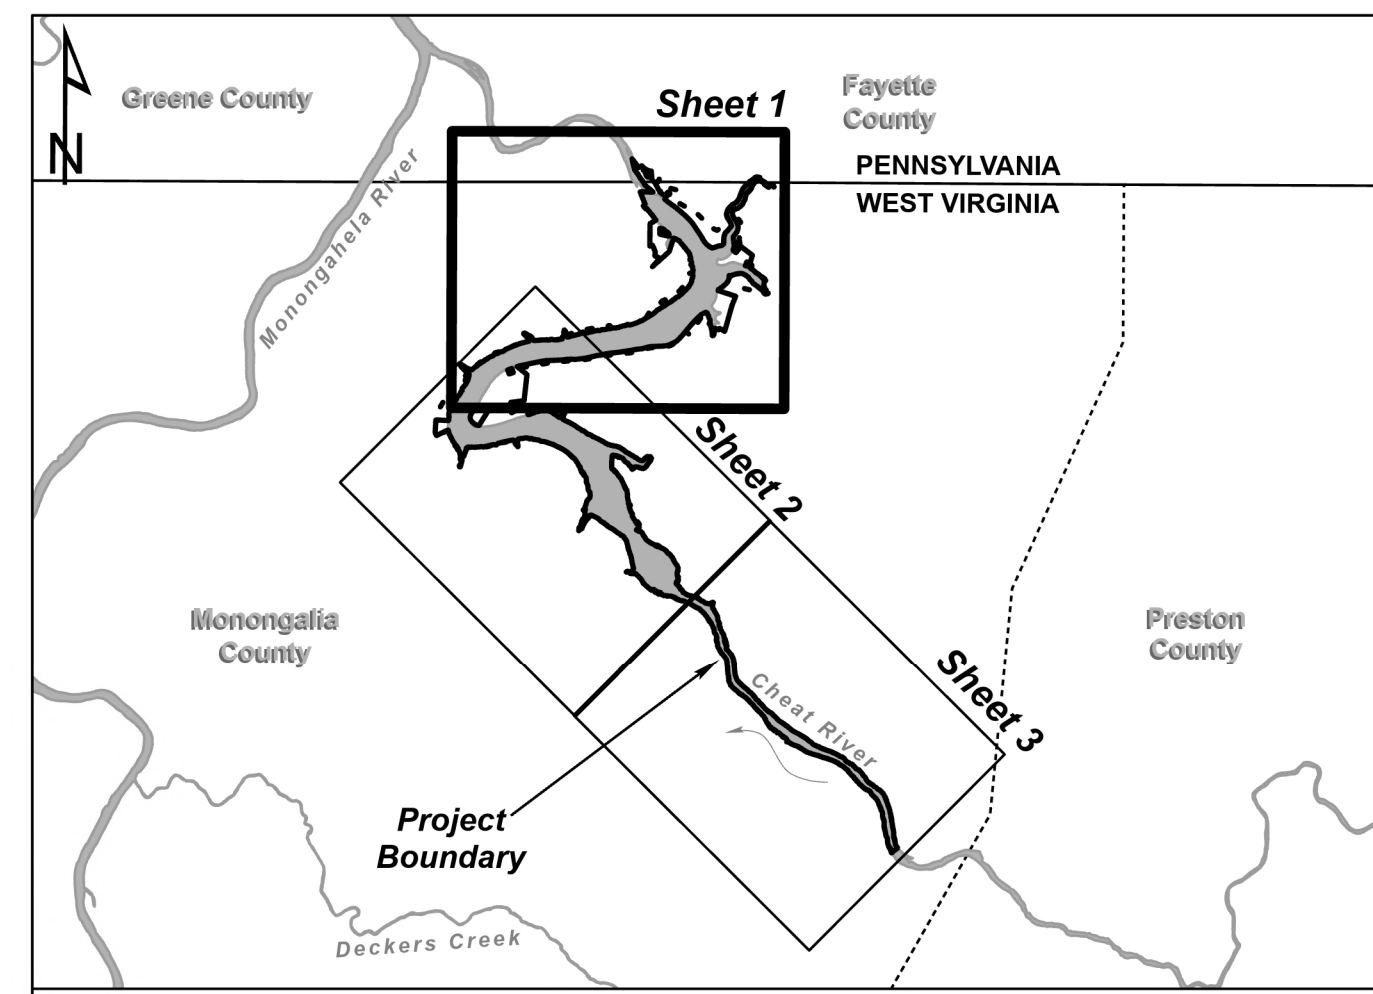 Greene County
Sheet 1
Fayette
County
N
PENNSYLVANIA
WEST VIRGINIA
Monongahela River
Sheet 2
Monongalia
County
Preston
County
Sheet 3
Cheat River
Project
Boundary
Deckers Creek